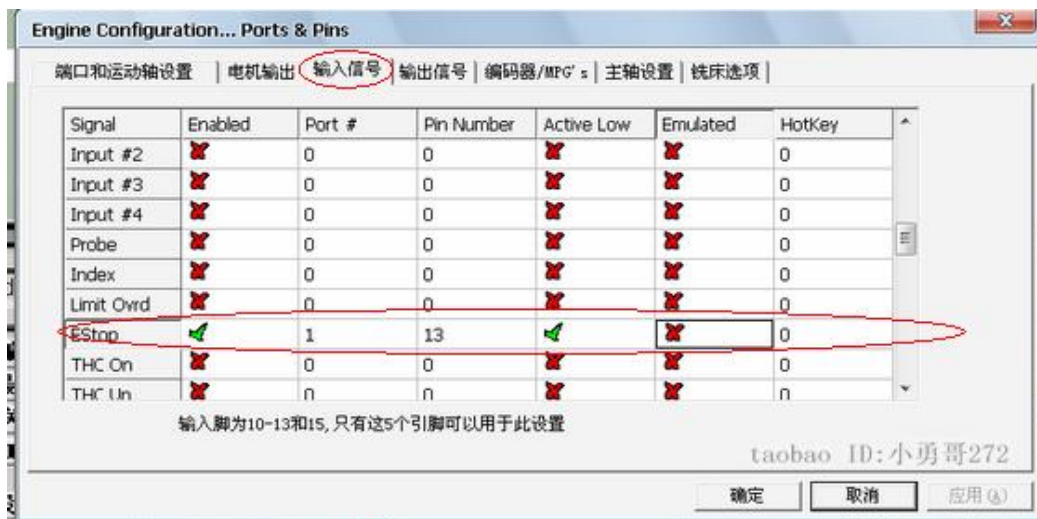 Engine Configuration... Ports & Pins
端口和运动轴设置 电机输出 输入信号 输出信号 编码器/MPG's 主轴设置 铣床选项
Signal Enabled Port # Pin Number Active Low Emulated HotKey
Input #2 0 0 0
Input #3 0 0 0
Input #4 0 0 0
Probe 0 0 0
Index 0 0 0
Limit Ovrd 0 0 0
EStop 1 13 0
THC On 0 0 0
THC Up 0 0 0
输入脚为10-13和15,只有这5个引脚可以用于此设置
taobao ID:小勇哥272
确定 取消 应用(A)